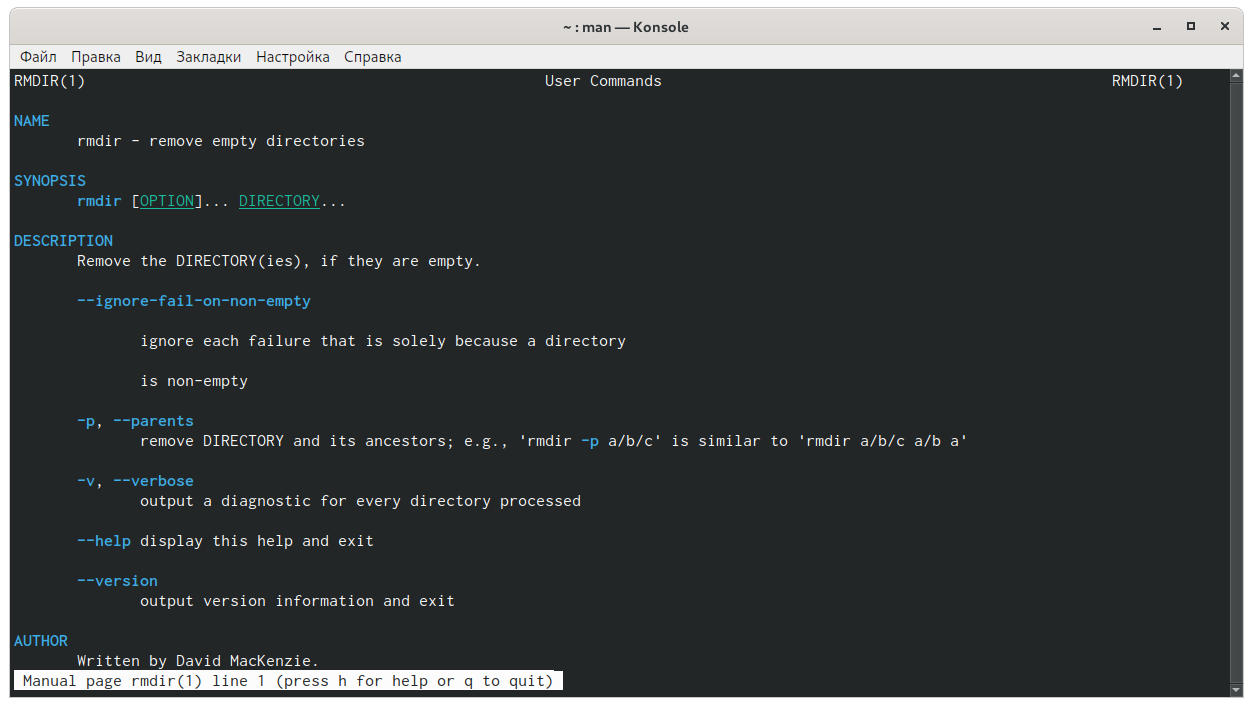 ~ : man — Konsole
Файл Правка Вид Закладки Настройка Справка
RMDIR(1) User Commands RMDIR(1)
NAME
rmdir - remove empty directories
SYNOPSIS
rmdir [OPTION]... DIRECTORY...
DESCRIPTION
Remove the DIRECTORY(ies), if they are empty.
--ignore-fail-on-non-empty
ignore each failure that is solely because a directory
is non-empty
-p, --parents
remove DIRECTORY and its ancestors; e.g., 'rmdir -p a/b/c' is similar to 'rmdir a/b/c a/b a'
-v, --verbose
output a diagnostic for every directory processed
--help display this help and exit
--version
output version information and exit
AUTHOR
Written by David MacKenzie.
Manual page rmdir(1) line 1 (press h for help or q to quit)